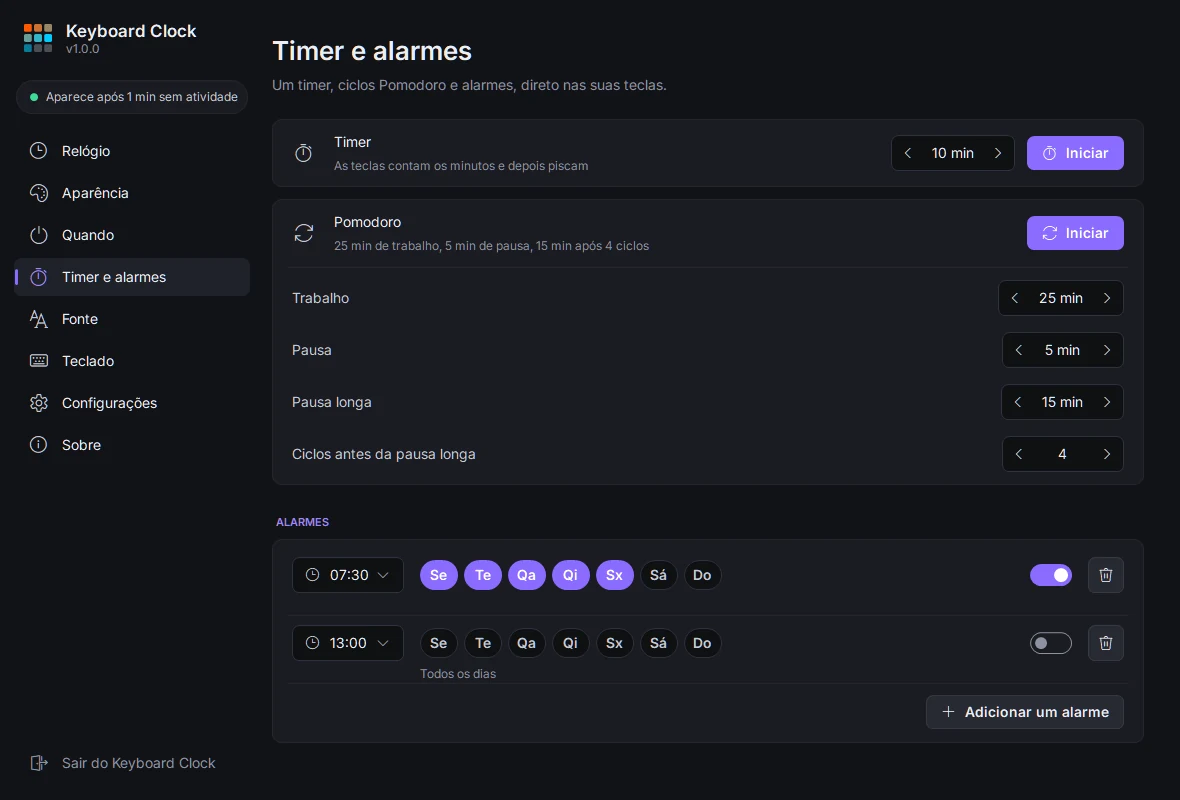 Keyboard Clock
v1.0.0
Aparece após 1 min sem atividade
Relógio
Aparência
Quando
Timer e alarmes
Fonte
Teclado
Configurações
Sobre
Sair do Keyboard Clock
Timer e alarmes
Um timer, ciclos Pomodoro e alarmes, direto nas suas teclas.
Timer
As teclas contam os minutos e depois piscam
10 min
Iniciar
Pomodoro
25 min de trabalho, 5 min de pausa, 15 min após 4 ciclos
Iniciar
Trabalho
25 min
Pausa
5 min
Pausa longa
15 min
Ciclos antes da pausa longa
4
ALARMES
07:30 Se Te Qa Qi Sx Sá Do
13:00 Se Te Qa Qi Sx Sá Do
Todos os dias
Adicionar um alarme